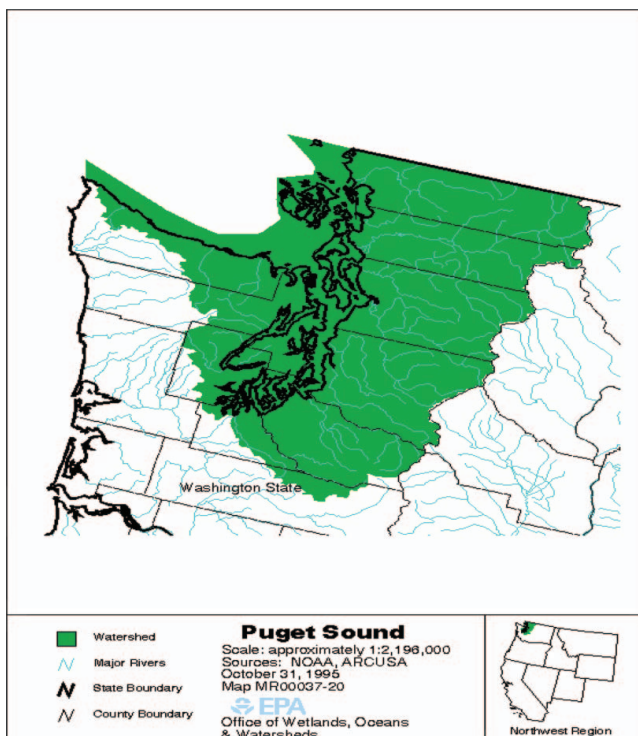 Washington State
Watershed
Major Rivers
State Boundary
County Boundary
Puget Sound
Scale: approximately 1:2,196,000
Sources: NOAA, ARCUSA
October 31, 1995
Map MR00037-20
EPA
Office of Wetlands, Oceans
& Watersheds
Northwest Region